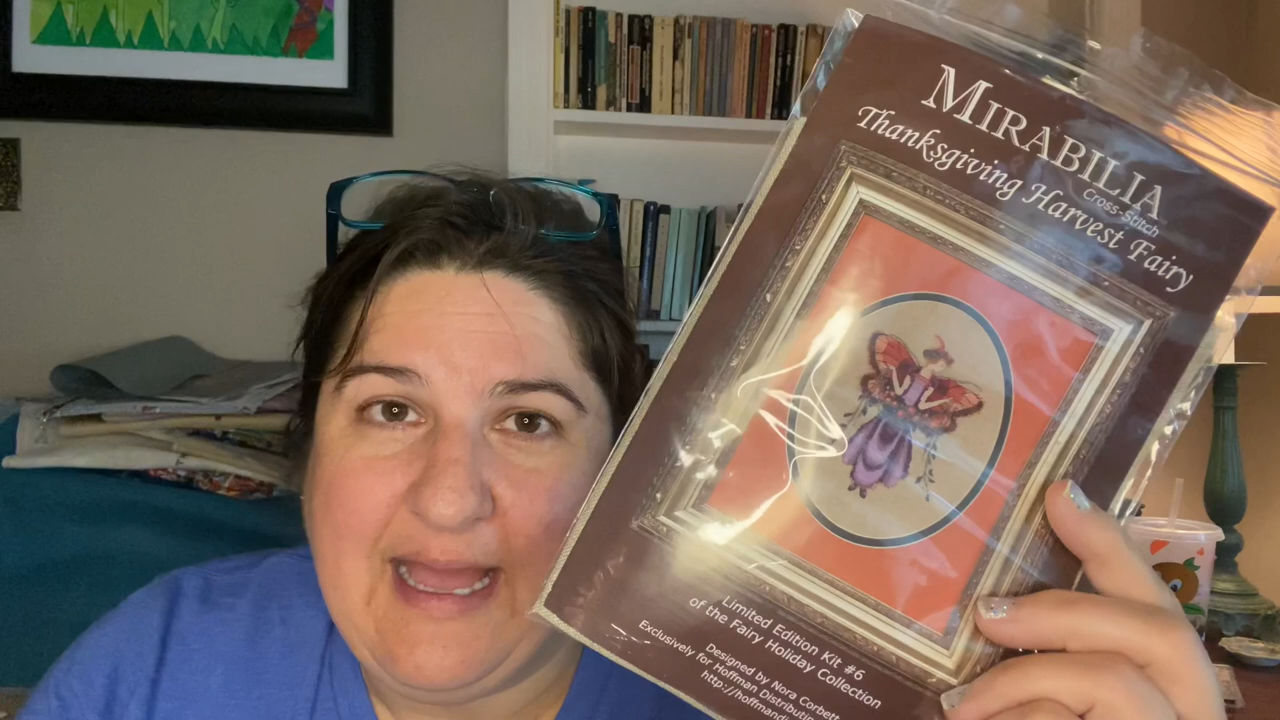 MIRABILIA
Cross-Stitch
Thanksgiving Harvest Fairy
Limited Edition Kit #6
of the Fairy Holiday Collection
Exclusively for Hoffman
Designed by Nora Corbett